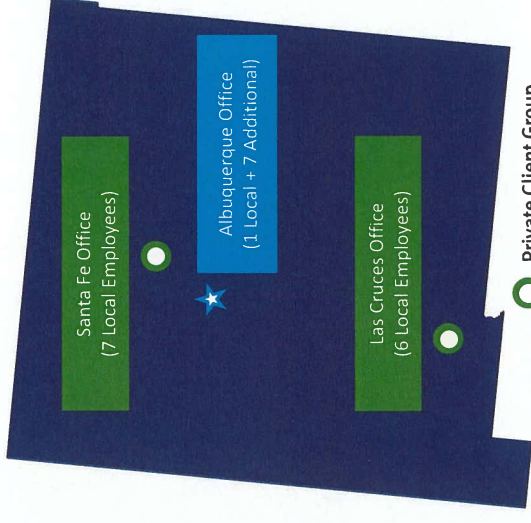 Santa Fe Office
(7 Local Employees)
Albuquerque Office
(1 Local + 7 Additional)
Las Cruces Office
(6 Local Employees)
Private Client Group